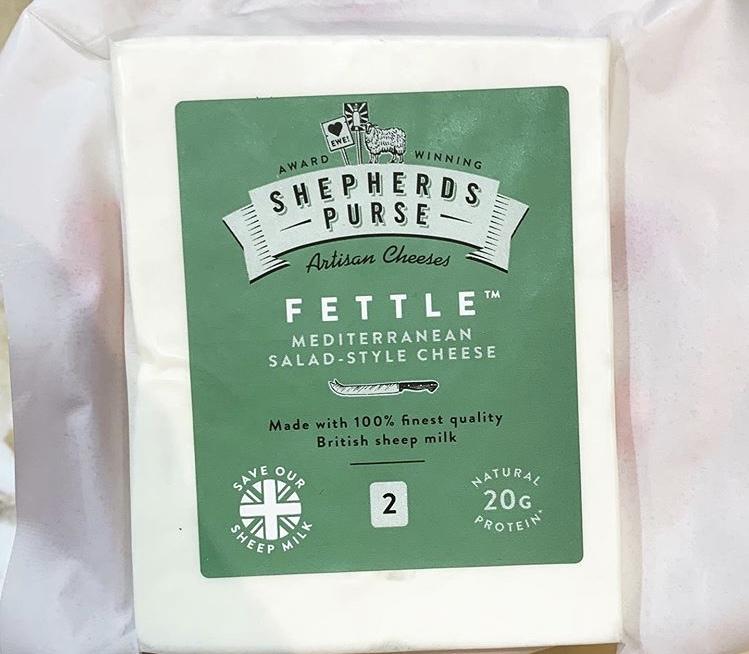 EWE!
AWARD WINNING
SHEPHERDS
PURSE
Artisan Cheeses
FETTLE™
MEDITERRANEAN
SALAD-STYLE CHEESE
Made with 100% finest quality
British sheep milk
SAVE OUR
SHEEP MILK
2
NATURAL
20G
PROTEIN*